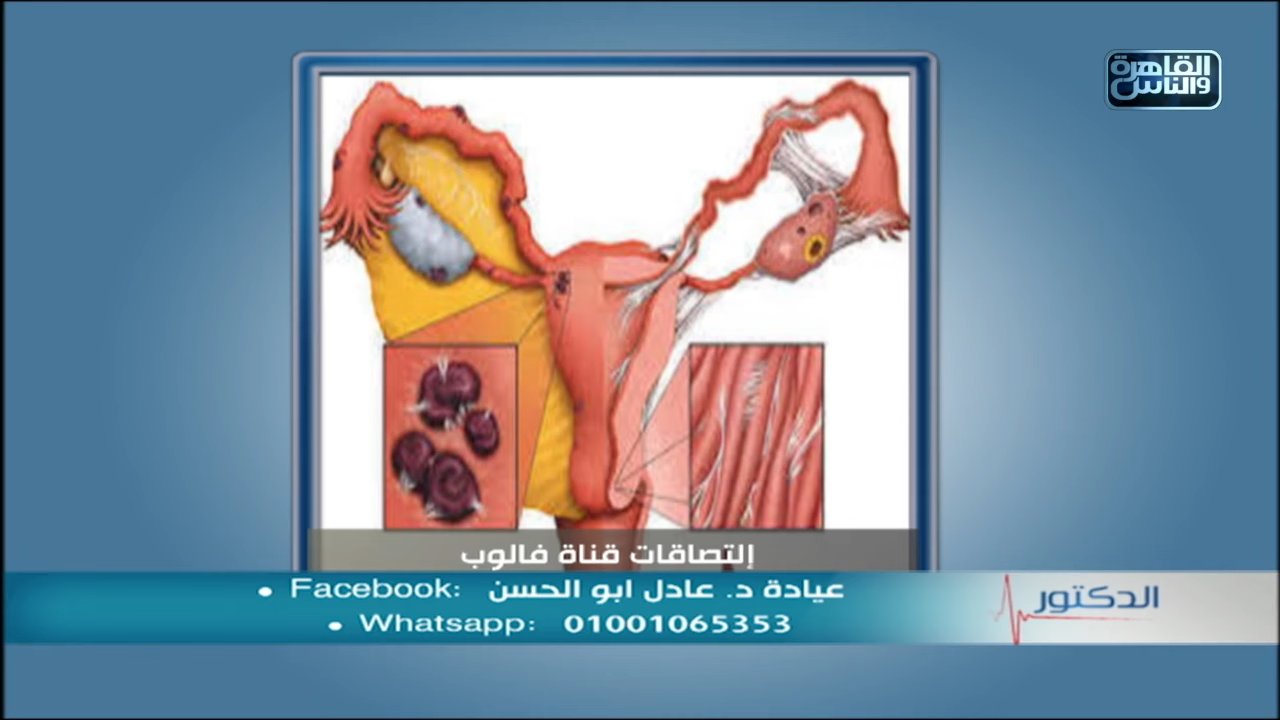 القاهرة
والناس
إلتصاقات قناة فالوب
• Facebook: عيادة د. عادل ابو الحسن
• Whatsapp: 01001065353
الدكتور